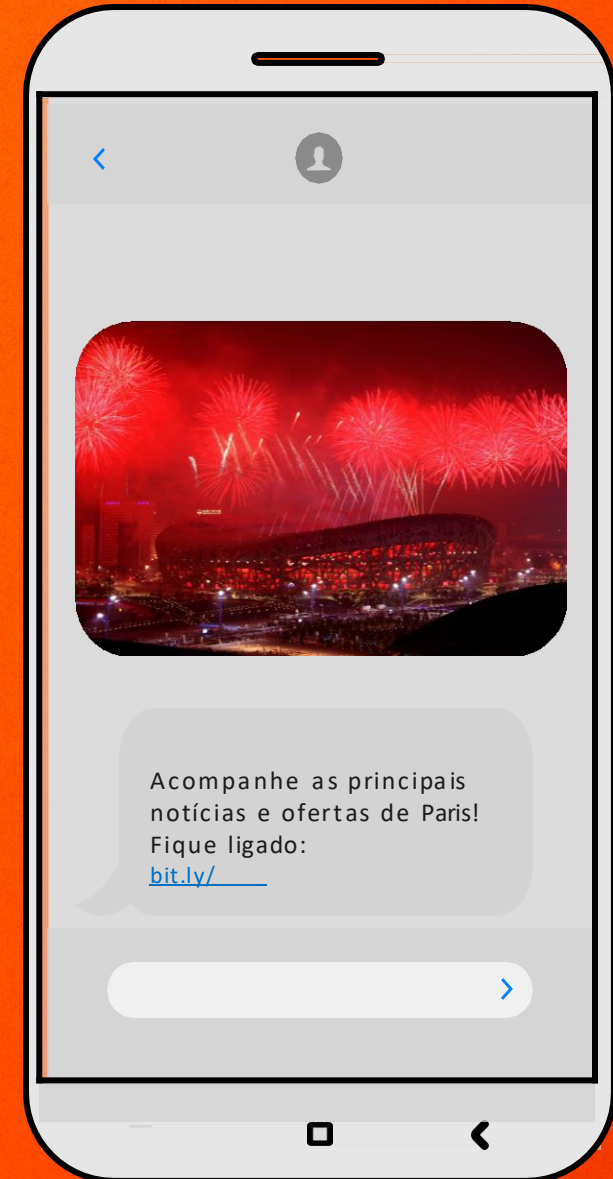 Acompanhe as principais
notícias e ofertas de Paris!
Fique ligado:
bit.ly/